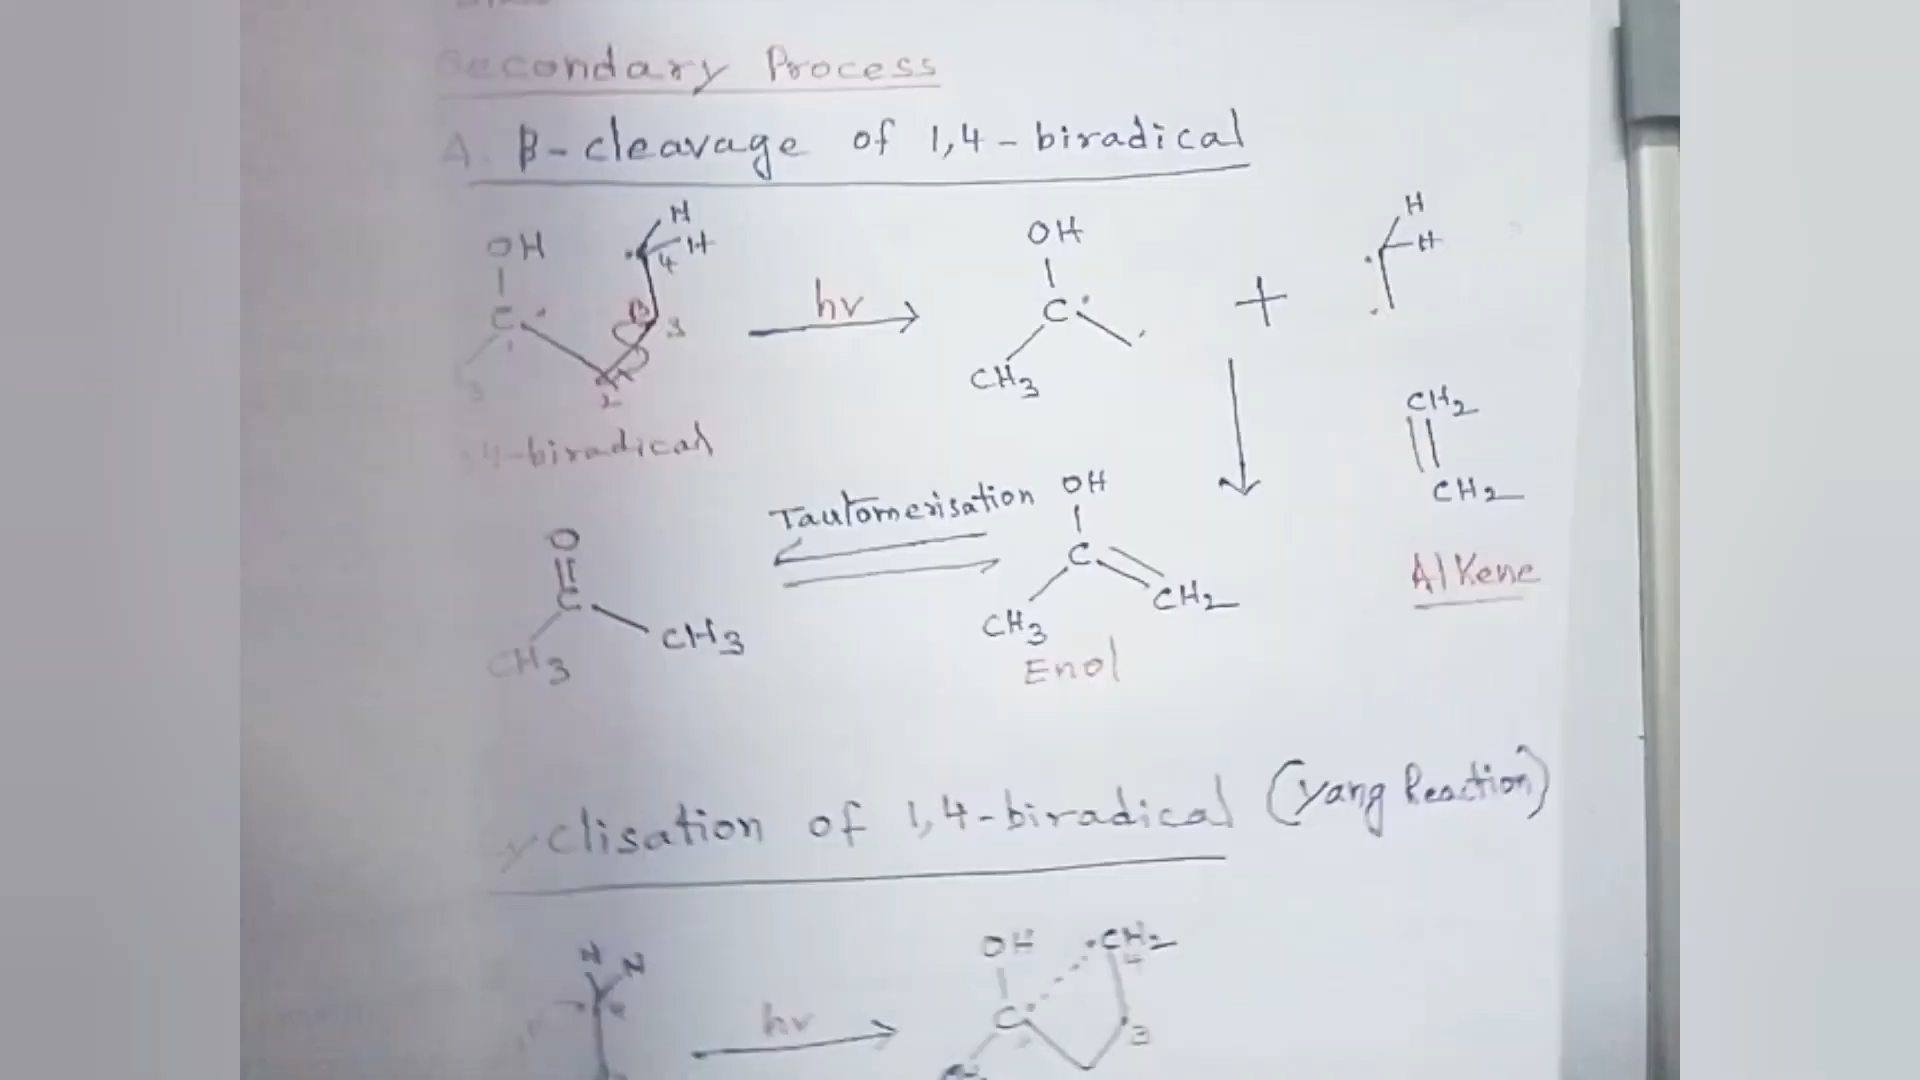 Secondary Process
A. β-cleavage of 1,4-biradical
OH H H 4 β 3 C 1 2
hν
OH C CH3
+
H H
4-biradical
CH2
CH2
Alkene
Tautomerisation
O C CH3 CH3
OH C CH2 CH3
Enol
yclisation of 1,4-biradical (Yang Reaction)
hν
OH CH2 4 C 3